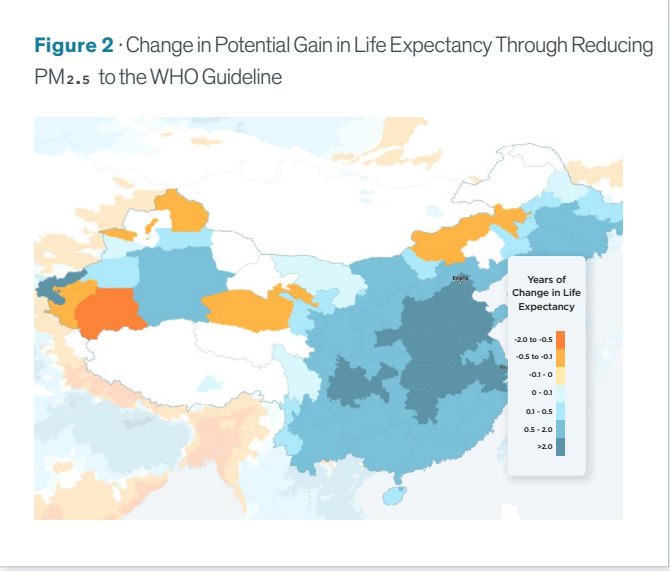 Figure 2 · Change in Potential Gain in Life Expectancy Through Reducing
PM2.5 to the WHO Guideline
Beijing
Years of
Change in Life
Expectancy
-2.0 to -0.5
-0.5 to -0.1
-0.1 - 0
0 - 0.1
0.1 - 0.5
0.5 - 2.0
>2.0